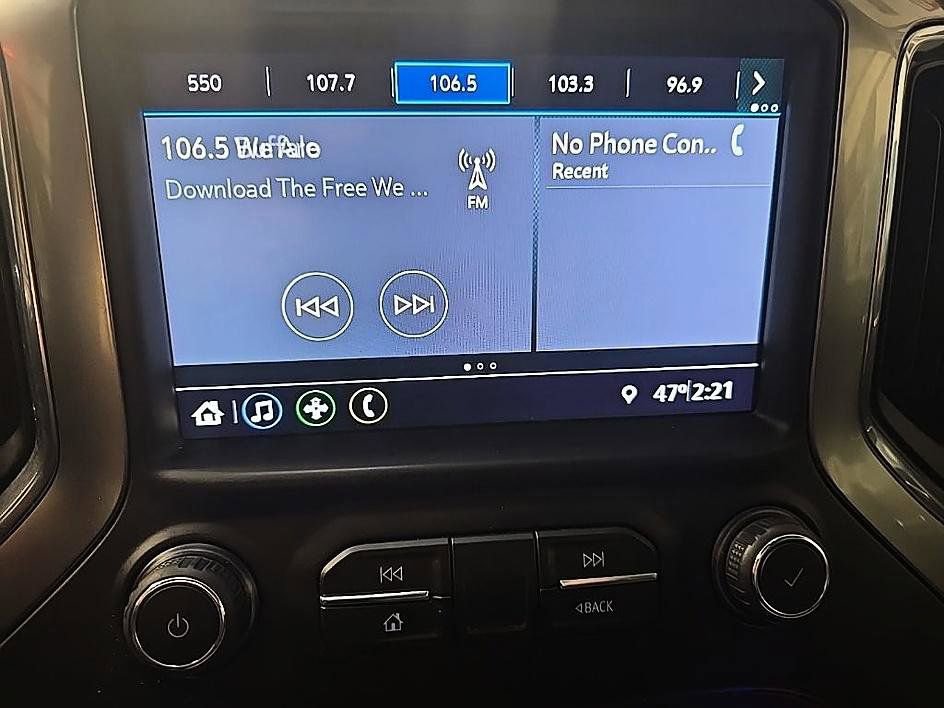 550 107.7 106.5 103.3 96.9
106.5
Download The Free We ...
FM
No Phone Con..
Recent
47° 2:21
BACK